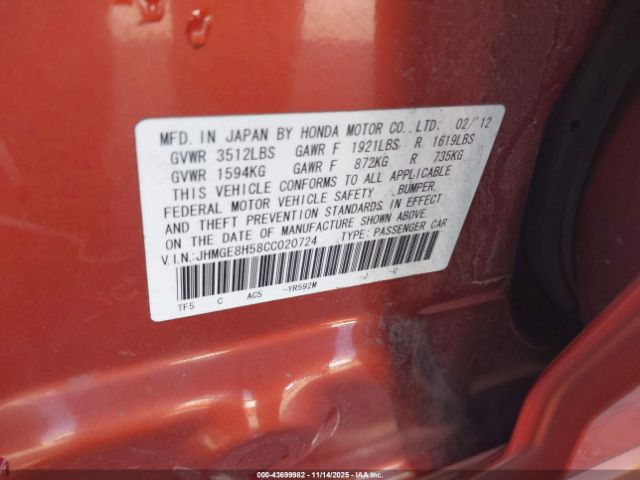 MFD. IN JAPAN BY HONDA MOTOR CO., LTD. 02/'12
GVWR 3512LBS GAWR F 1921LBS R 1619LBS
GVWR 1594KG GAWR F 872KG R 735KG
THIS VEHICLE CONFORMS TO ALL APPLICABLE
FEDERAL MOTOR VEHICLE SAFETY , BUMPER,
AND THEFT PREVENTION STANDARDS IN EFFECT
ON THE DATE OF MANUFACTURE SHOWN ABOVE.
V.I.N.:JHMGE8H58CC020724 TYPE: PASSENGER CAR
TF5 C AC5 -YR592M -J -C
000-43699982 11/14/2025 IAA Inc.